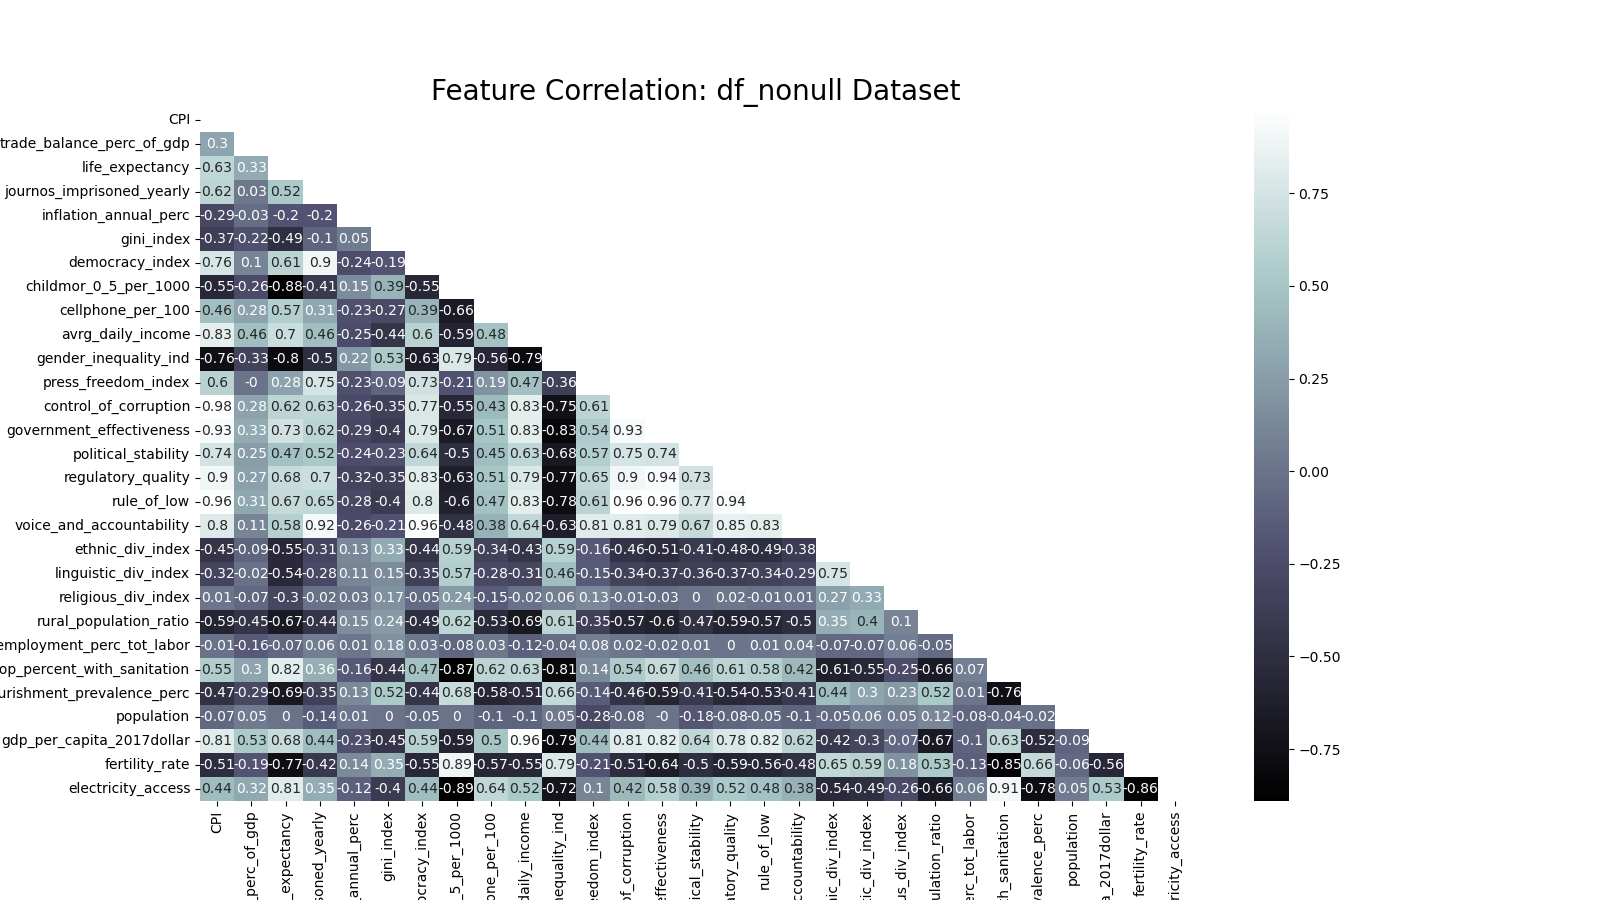 Feature Correlation: df_nonull Dataset
CPI
trade_balance_perc_of_gdp 0.3
life_expectancy 0.63 0.33
journos_imprisoned_yearly 0.62 0.03 0.52
inflation_annual_perc -0.29 -0.03 -0.2 -0.2
gini_index -0.37 -0.22 -0.49 -0.1 0.05
democracy_index 0.76 0.1 0.61 0.9 -0.24 -0.19
childmor_0_5_per_1000 -0.55 -0.26 -0.88 -0.41 0.15 0.39 -0.55
cellphone_per_100 0.46 0.28 0.57 0.31 -0.23 -0.27 0.39 -0.66
avrg_daily_income 0.83 0.46 0.7 0.46 -0.25 -0.44 0.6 -0.59 0.48
gender_inequality_ind -0.76 -0.33 -0.8 -0.5 0.22 0.53 -0.63 0.79 -0.56 -0.79
press_freedom_index 0.6 -0 0.28 0.75 -0.23 -0.09 0.73 -0.21 0.19 0.47 -0.36
control_of_corruption 0.98 0.28 0.62 0.63 -0.26 -0.35 0.77 -0.55 0.43 0.83 -0.75 0.61
government_effectiveness 0.93 0.33 0.73 0.62 -0.29 -0.4 0.79 -0.67 0.51 0.83 -0.83 0.54 0.93
political_stability 0.74 0.25 0.47 0.52 -0.24 -0.23 0.64 -0.5 0.45 0.63 -0.68 0.57 0.75 0.74
regulatory_quality 0.9 0.27 0.68 0.7 -0.32 -0.35 0.83 -0.63 0.51 0.79 -0.77 0.65 0.9 0.94 0.73
rule_of_low 0.96 0.31 0.67 0.65 -0.28 -0.4 0.8 -0.6 0.47 0.83 -0.78 0.61 0.96 0.96 0.77 0.94
voice_and_accountability 0.8 0.11 0.58 0.92 -0.26 -0.21 0.96 -0.48 0.38 0.64 -0.63 0.81 0.81 0.79 0.67 0.85 0.83
ethnic_div_index -0.45 -0.09 -0.55 -0.31 0.13 0.33 -0.44 0.59 -0.34 -0.43 0.59 -0.16 -0.46 -0.51 -0.41 -0.48 -0.49 -0.38
linguistic_div_index -0.32 -0.02 -0.54 -0.28 0.11 0.15 -0.35 0.57 -0.28 -0.31 0.46 -0.15 -0.34 -0.37 -0.36 -0.37 -0.34 -0.29 0.75
religious_div_index 0.01 -0.07 -0.3 -0.02 0.03 0.17 -0.05 0.24 -0.15 -0.02 0.06 0.13 -0.01 -0.03 0 0.02 -0.01 0.01 0.27 0.33
rural_population_ratio -0.59 -0.45 -0.67 -0.44 0.15 0.24 -0.49 0.62 -0.53 -0.69 0.61 -0.35 -0.57 -0.6 -0.47 -0.59 -0.57 -0.5 0.35 0.4 0.1
employment_perc_tot_labor -0.01 -0.16 -0.07 0.06 0.01 0.18 0.03 -0.08 0.03 -0.12 -0.04 0.08 0.02 -0.02 0.01 0 0.01 0.04 -0.07 -0.07 0.06 -0.05
op_percent_with_sanitation 0.55 0.3 0.82 0.36 -0.16 -0.44 0.47 -0.87 0.62 0.63 -0.81 0.14 0.54 0.67 0.46 0.61 0.58 0.42 -0.61 -0.55 -0.25 -0.66 0.07
urishment_prevalence_perc -0.47 -0.29 -0.69 -0.35 0.13 0.52 -0.44 0.68 -0.58 -0.51 0.66 -0.14 -0.46 -0.59 -0.41 -0.54 -0.53 -0.41 0.44 0.3 0.23 0.52 0.01 -0.76
population -0.07 0.05 0 -0.14 0.01 0 -0.05 0 -0.1 -0.1 0.05 -0.28 -0.08 -0 -0.18 -0.08 -0.05 -0.1 -0.05 0.06 0.05 0.12 -0.08 -0.04 -0.02
gdp_per_capita_2017dollar 0.81 0.53 0.68 0.44 -0.23 -0.45 0.59 -0.59 0.5 0.96 -0.79 0.44 0.81 0.82 0.64 0.78 0.82 0.62 -0.42 -0.3 -0.07 -0.67 -0.1 0.63 -0.52 -0.09
fertility_rate -0.51 -0.19 -0.77 -0.42 0.14 0.35 -0.55 0.89 -0.57 -0.55 0.79 -0.21 -0.51 -0.64 -0.5 -0.59 -0.56 -0.48 0.65 0.59 0.18 0.53 -0.13 -0.85 0.66 -0.06 -0.56
electricity_access 0.44 0.32 0.81 0.35 -0.12 -0.4 0.44 -0.89 0.64 0.52 -0.72 0.1 0.42 0.58 0.39 0.52 0.48 0.38 -0.54 -0.49 -0.26 -0.66 0.06 0.91 -0.78 0.05 0.53 -0.86
CPI
_perc_of_gdp
_expectancy
soned_yearly
_annual_perc
gini_index
ocracy_index
_5_per_1000
one_per_100
daily_income
nequality_ind
eedom_index
of_corruption
effectiveness
ical_stability
atory_quality
rule_of_low
ccountability
nic_div_index
tic_div_index
us_div_index
ulation_ratio
erc_tot_labor
th_sanitation
valence_perc
population
a_2017dollar
fertility_rate
ricity_access
0.75
0.50
0.25
0.00
−0.25
−0.50
−0.75